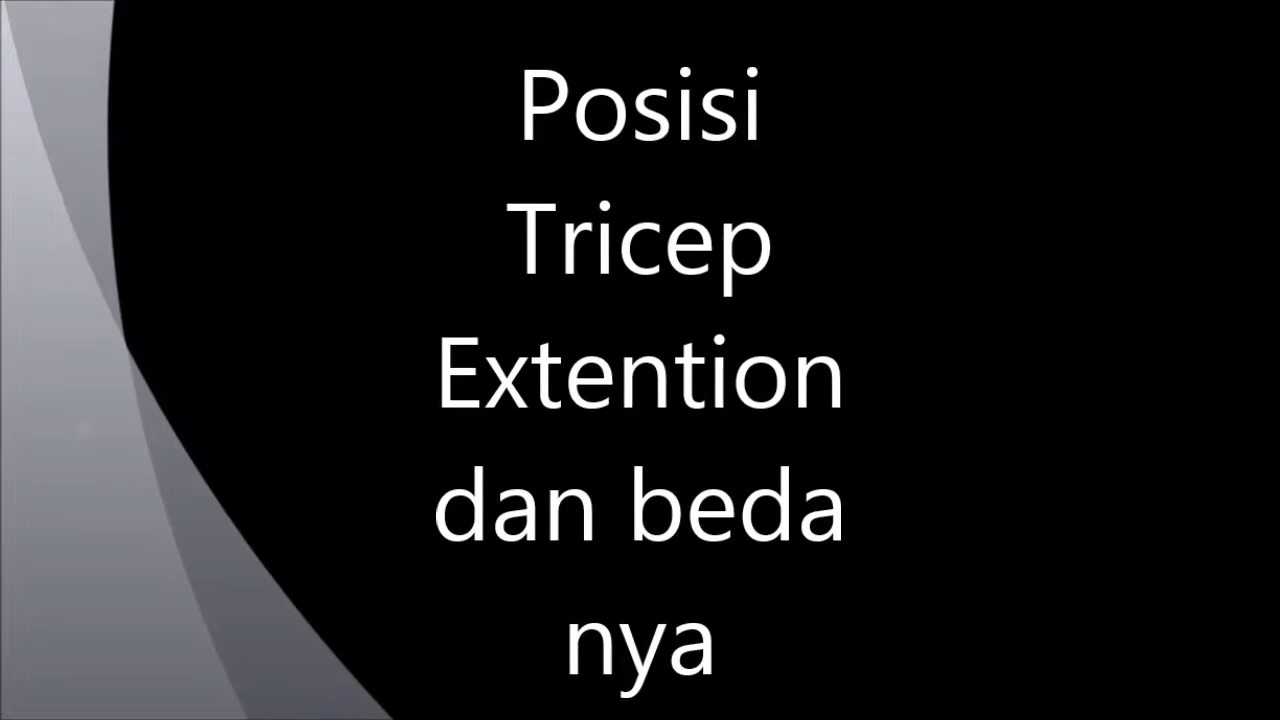 Posisi
Tricep
Extention
dan beda
nya